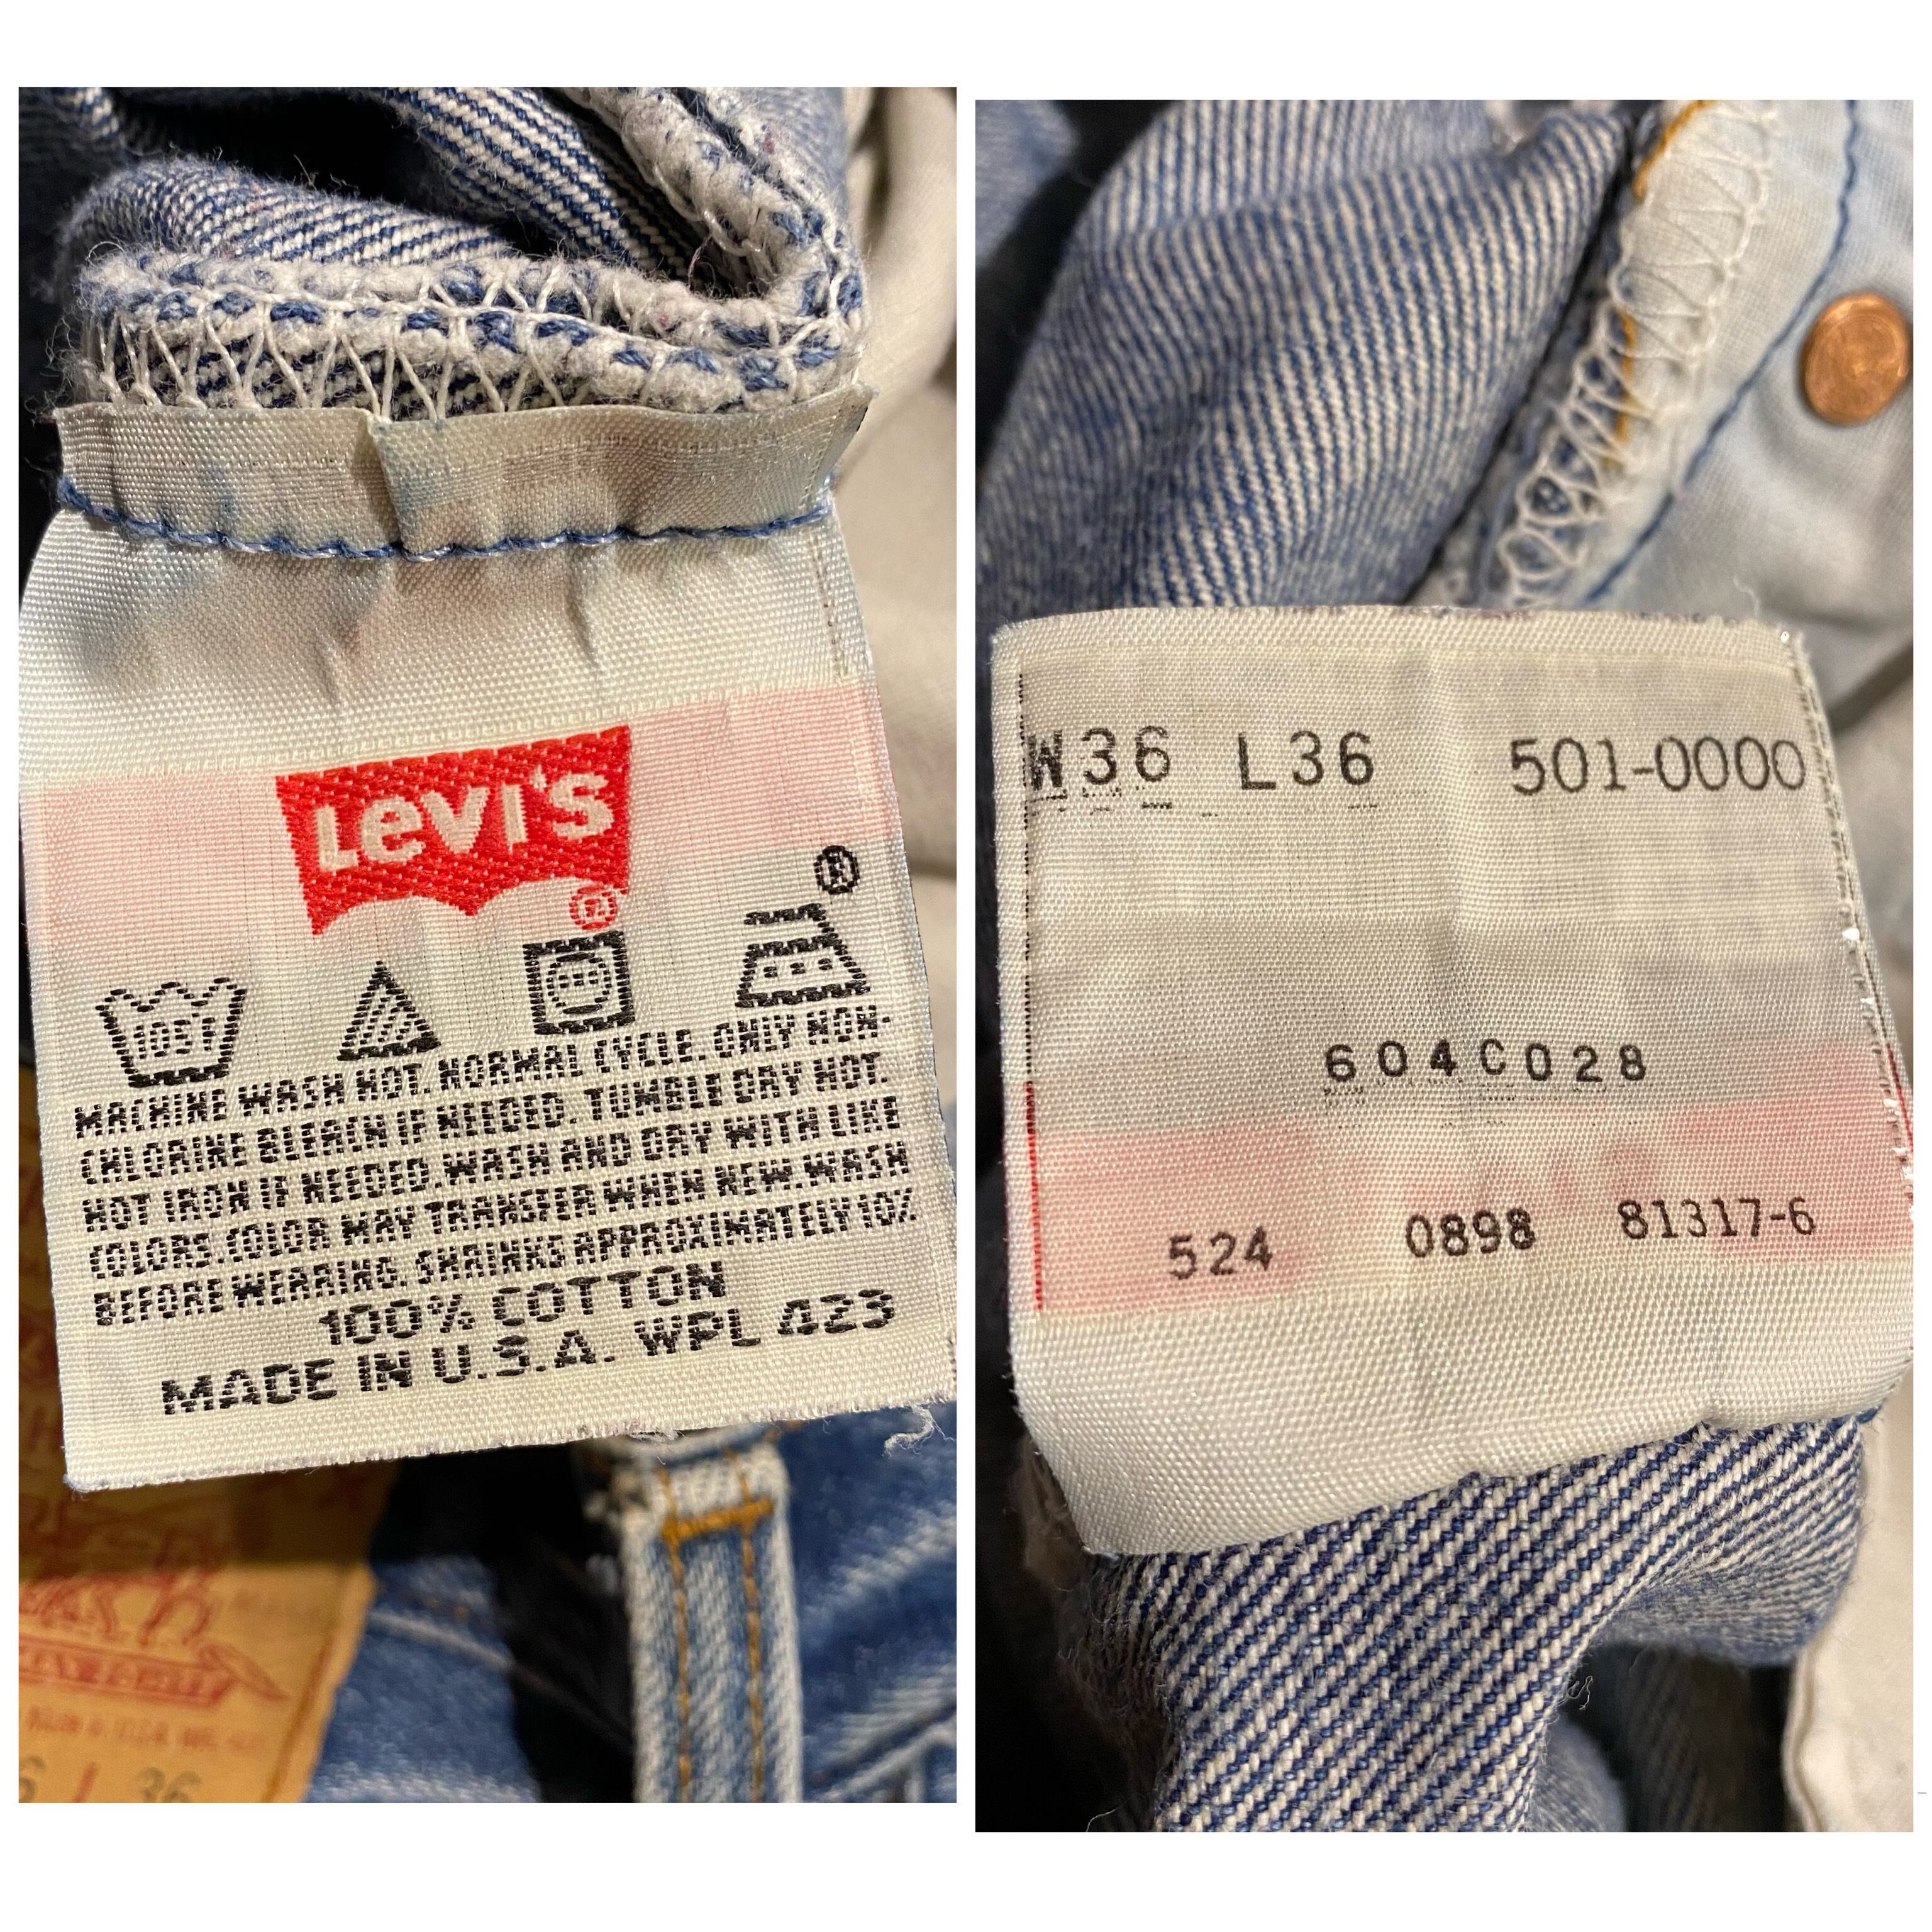 Levi's
®
®
105F
MACHINE WASH HOT. NORMAL CYCLE. ONLY NON-
CHLORINE BLEACH IF NEEDED. TUMBLE DRY HOT.
HOT IRON IF NEEDED. WASH AND DRY WITH LIKE
COLORS. COLOR MAY TRANSFER WHEN NEW. WASH
BEFORE WEARING. SHRINKS APPROXIMATELY 10%
100% COTTON
MADE IN U.S.A. WPL 423
36
W36 L36 501-0000
604C028
524 0898 81317-6